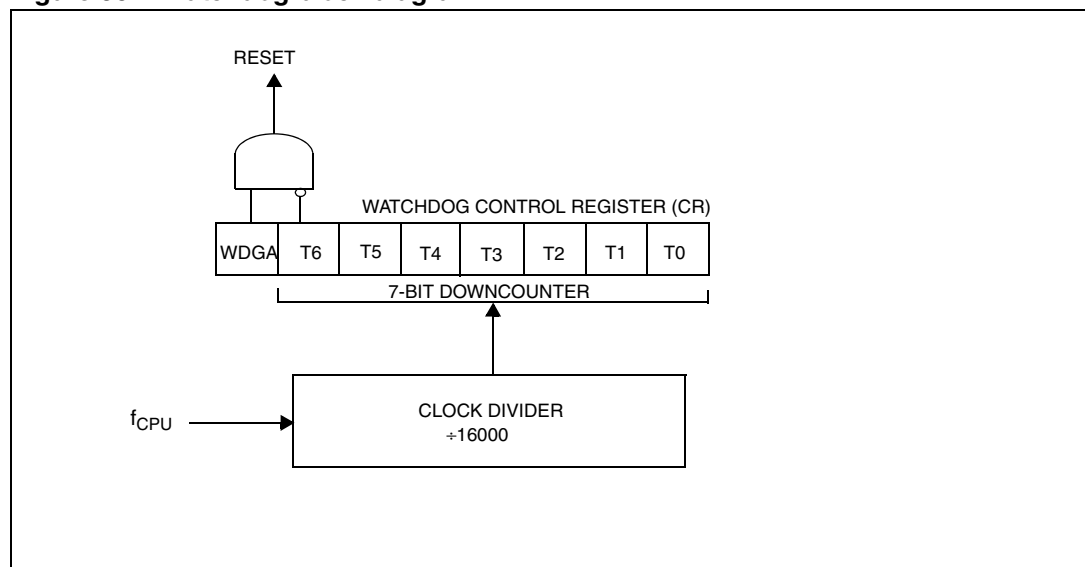 RESET
WATCHDOG CONTROL REGISTER (CR)
WDGA T6 T5 T4 T3 T2 T1 T0
7-BIT DOWNCOUNTER
fCPU
CLOCK DIVIDER
÷16000